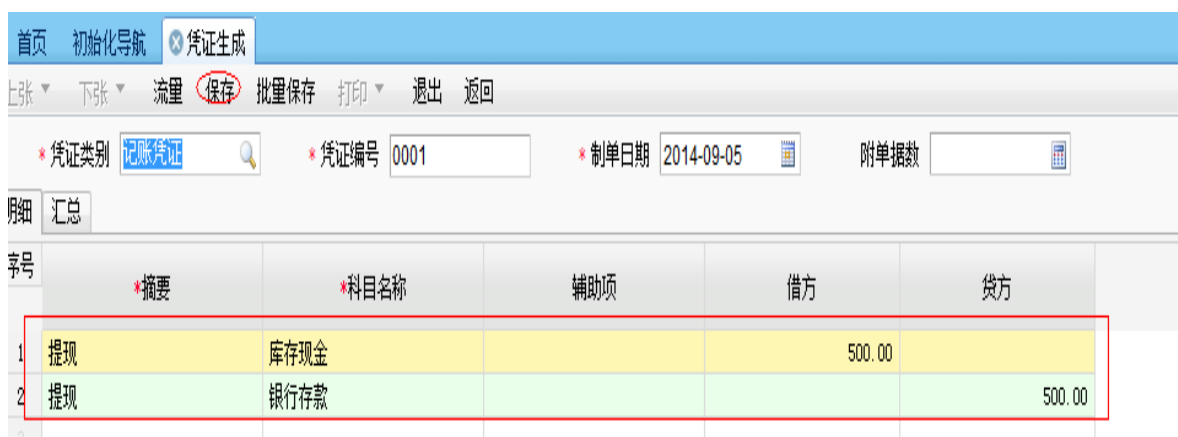 首页 初始化导航 凭证生成
上张 下张 流量 保存 批量保存 打印 退出 返回
*凭证类别 记账凭证 *凭证编号 0001 *制单日期 2014-09-05 附单据数
明细 汇总
序号 *摘要 *科目名称 辅助项 借方 贷方
1 提现 库存现金 500.00
2 提现 银行存款 500.00